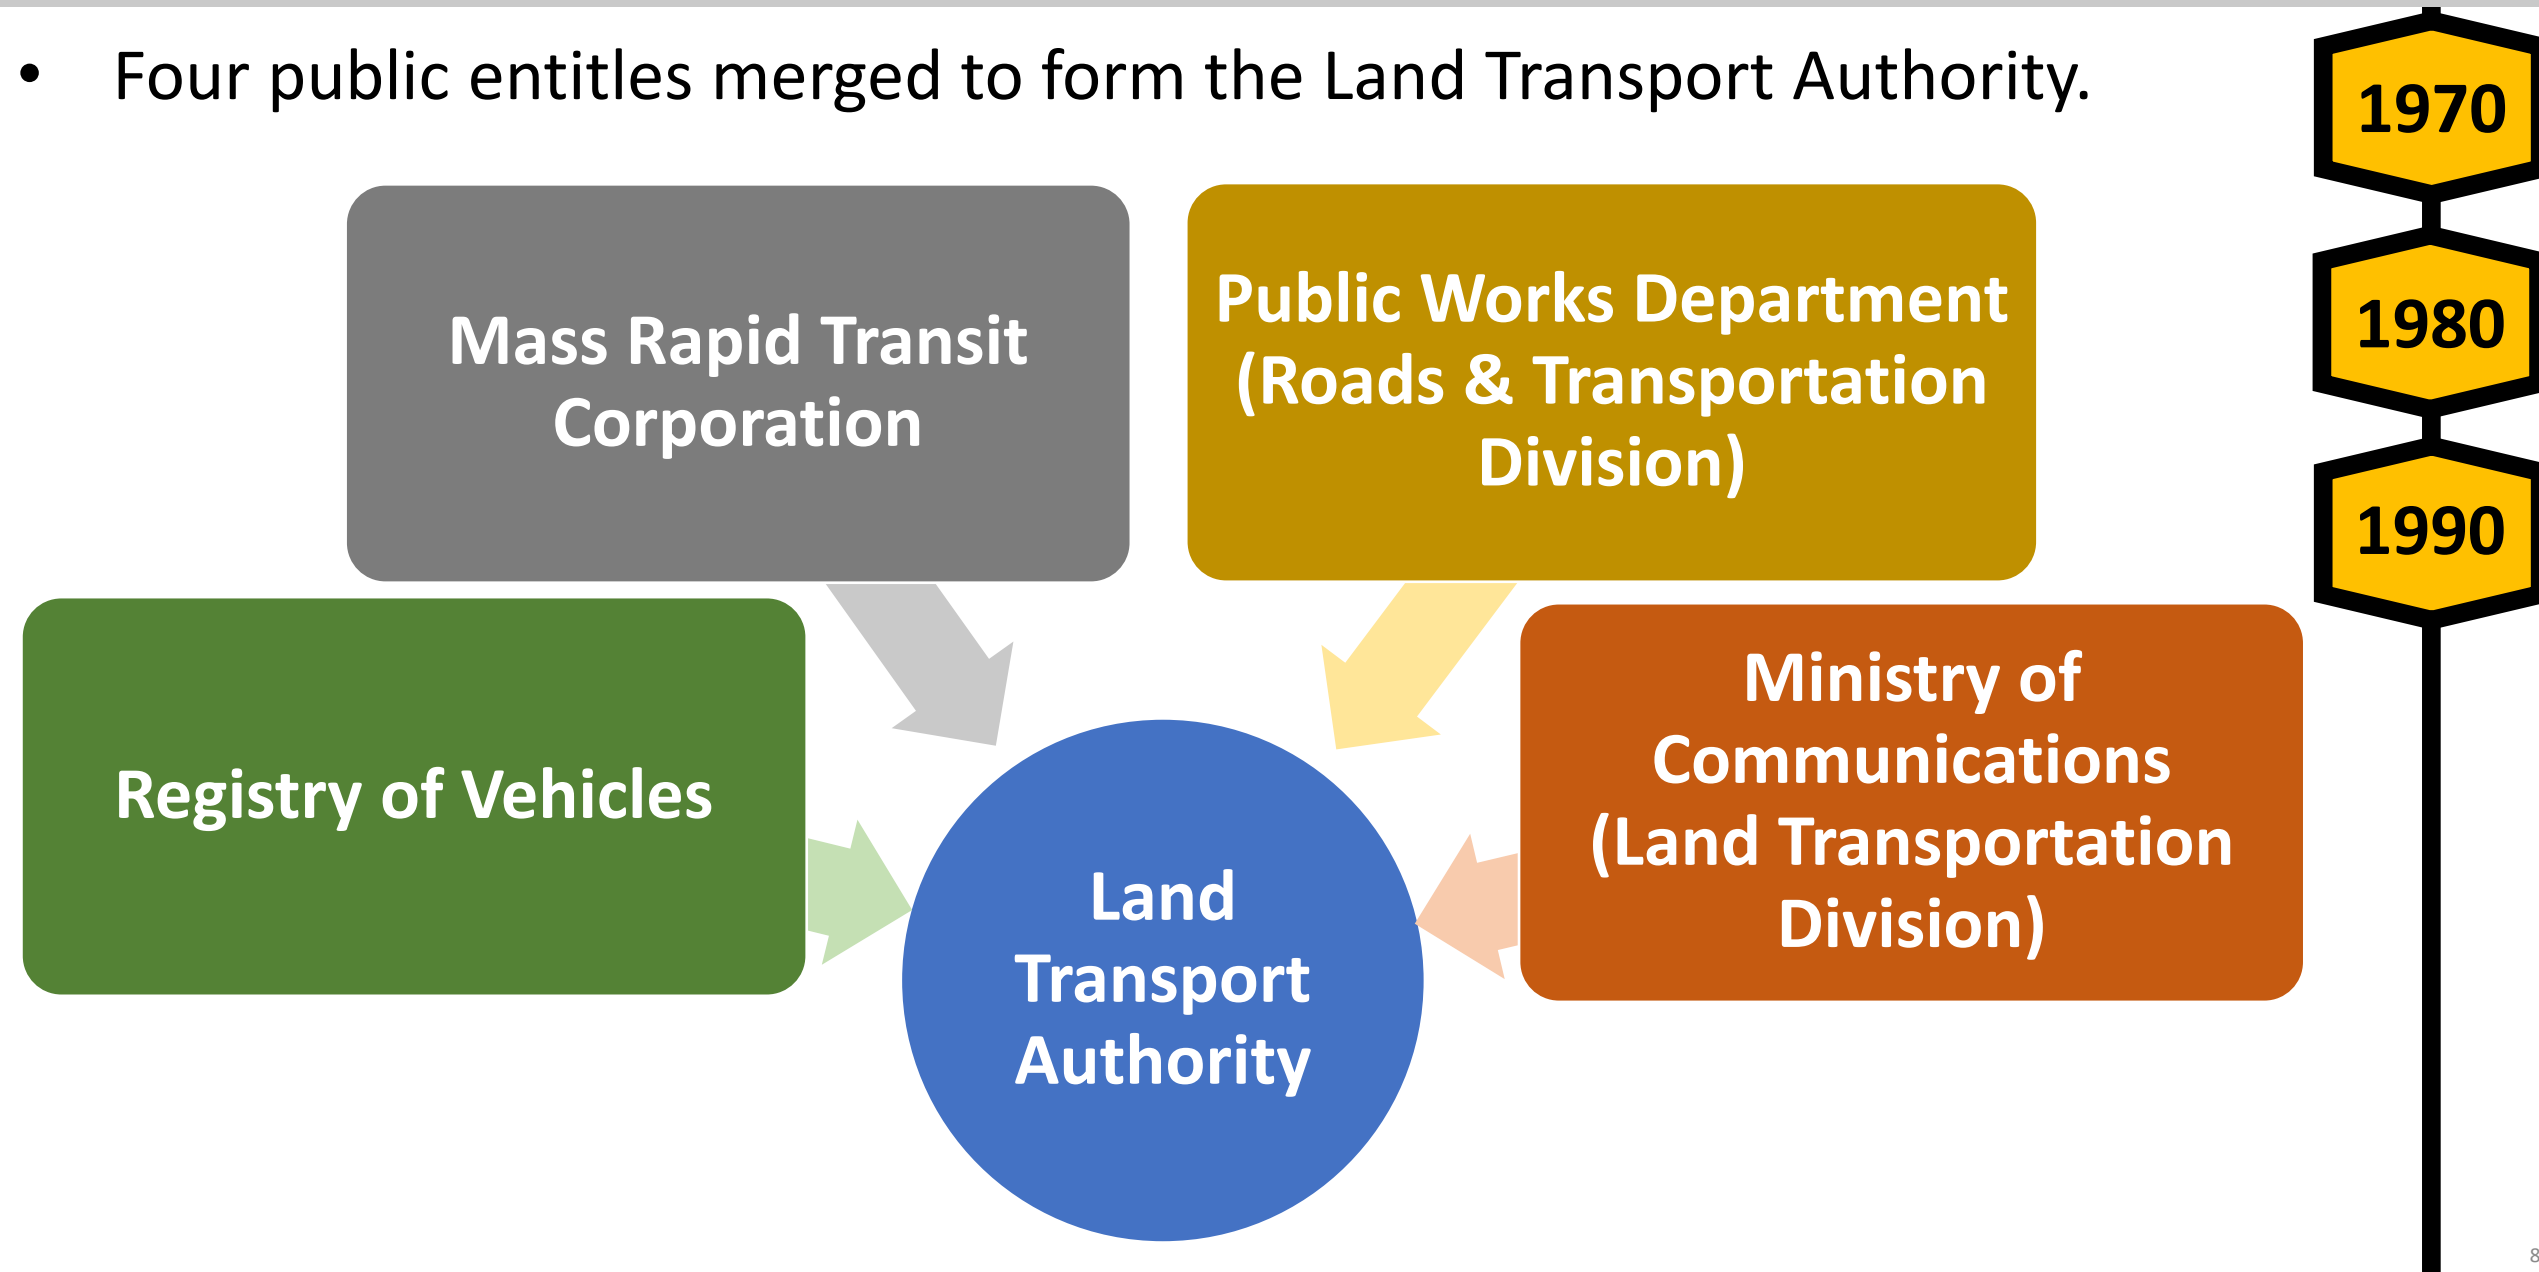 • Four public entitles merged to form the Land Transport Authority.
Mass Rapid Transit
Corporation
Public Works Department
(Roads & Transportation
Division)
Registry of Vehicles
Ministry of
Communications
(Land Transportation
Division)
Land
Transport
Authority
1970
1980
1990
8